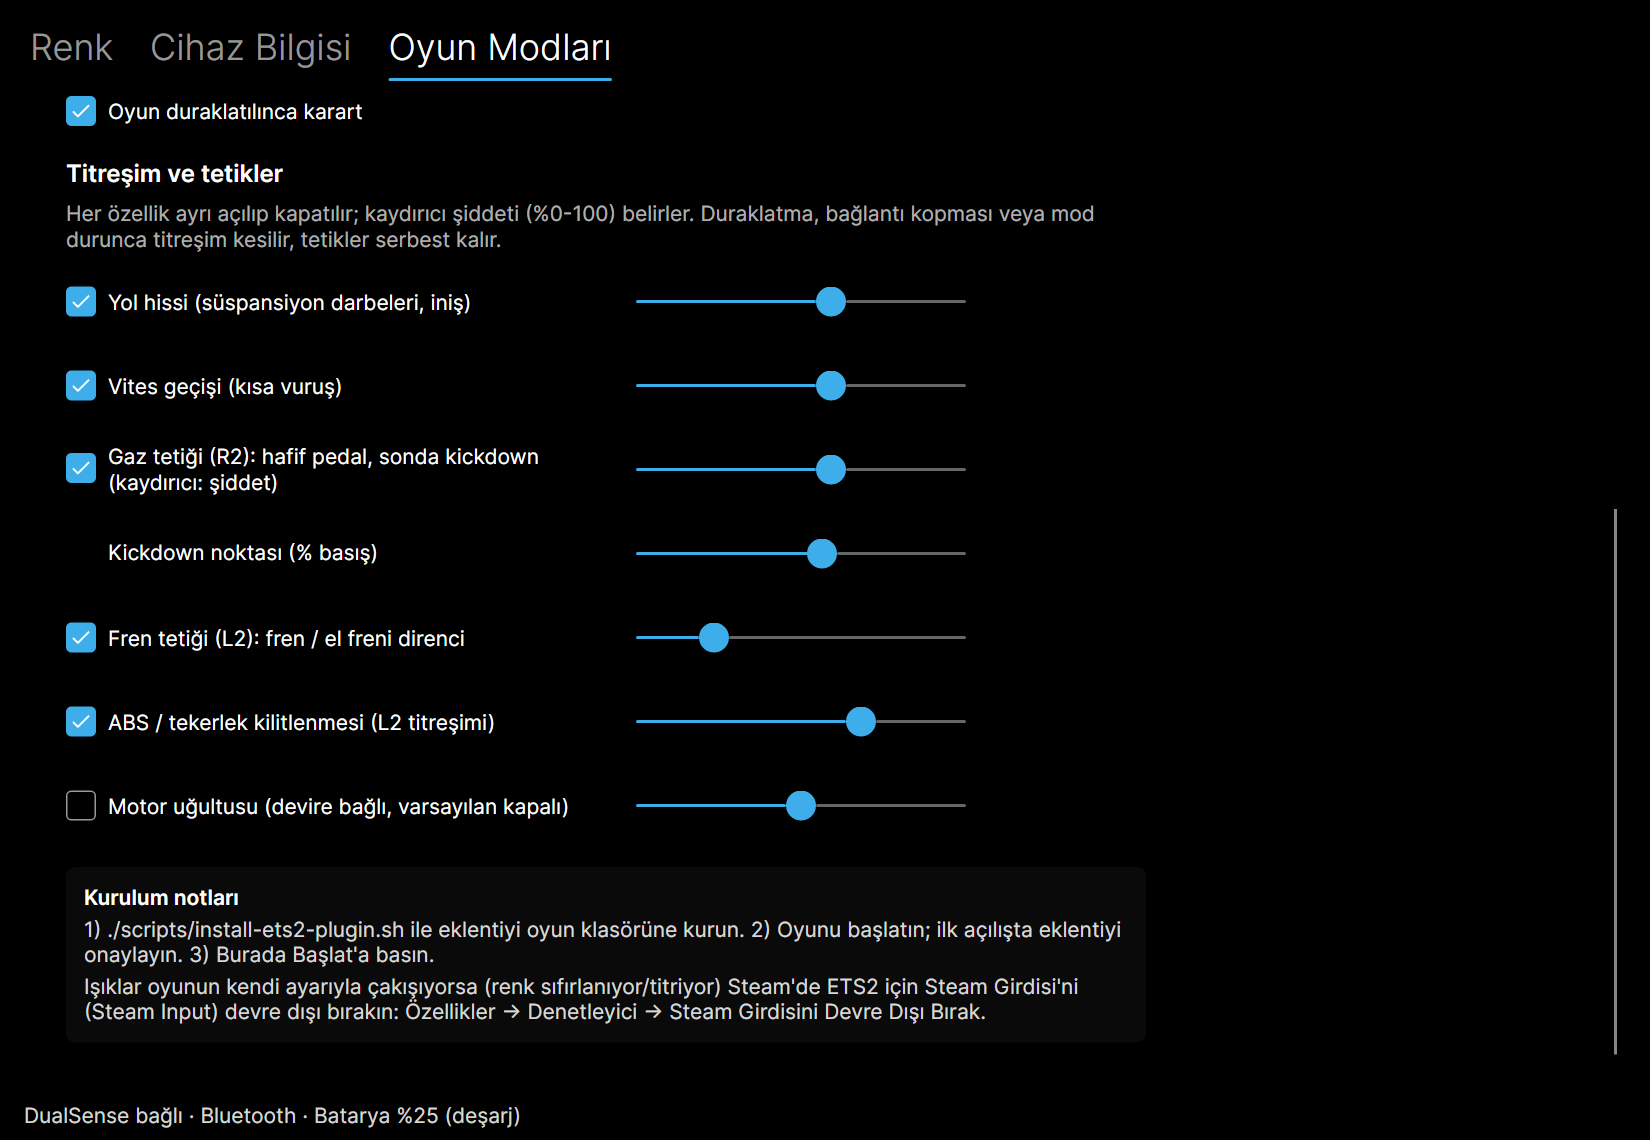 Renk Cihaz Bilgisi Oyun Modları
Oyun duraklatılınca karart
Titreşim ve tetikler
Her özellik ayrı açılıp kapatılır; kaydırıcı şiddeti (%0-100) belirler. Duraklatma, bağlantı kopması veya mod
durunca titreşim kesilir, tetikler serbest kalır.
Yol hissi (süspansiyon darbeleri, iniş)
Vites geçişi (kısa vuruş)
Gaz tetiği (R2): hafif pedal, sonda kickdown
(kaydırıcı: şiddet)
Kickdown noktası (% basış)
Fren tetiği (L2): fren / el freni direnci
ABS / tekerlek kilitlenmesi (L2 titreşimi)
Motor uğultusu (devire bağlı, varsayılan kapalı)
Kurulum notları
1) ./scripts/install-ets2-plugin.sh ile eklentiyi oyun klasörüne kurun. 2) Oyunu başlatın; ilk açılışta eklentiyi
onaylayın. 3) Burada Başlat'a basın.
Işıklar oyunun kendi ayarıyla çakışıyorsa (renk sıfırlanıyor/titriyor) Steam'de ETS2 için Steam Girdisi'ni
(Steam Input) devre dışı bırakın: Özellikler → Denetleyici → Steam Girdisini Devre Dışı Bırak.
DualSense bağlı · Bluetooth · Batarya %25 (deşarj)